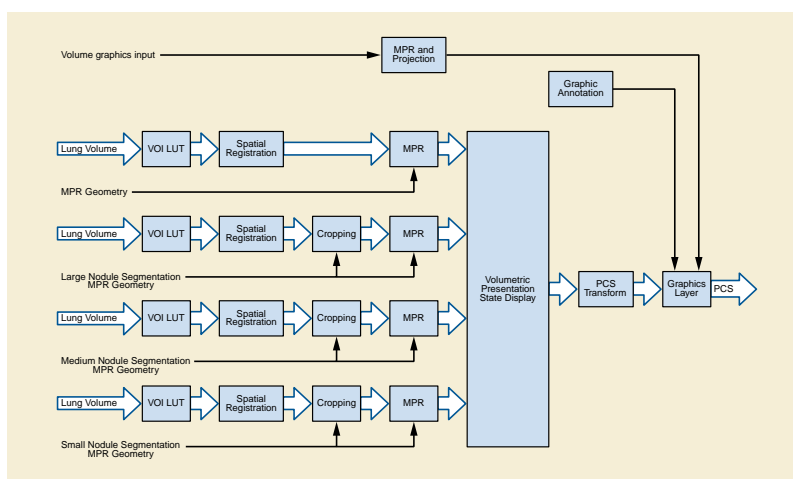 Volume graphics input
MPR and
Projection
Graphic
Annotation
Lung Volume
VOI LUT
Spatial
Registration
MPR
MPR Geometry
Lung Volume
VOI LUT
Spatial
Registration
Cropping
MPR
Large Nodule Segmentation
MPR Geometry
Lung Volume
VOI LUT
Spatial
Registration
Cropping
MPR
Medium Nodule Segmentation
MPR Geometry
Lung Volume
VOI LUT
Spatial
Registration
Cropping
MPR
Small Nodule Segmentation
MPR Geometry
Volumetric
Presentation
State Display
PCS
Transform
Graphics
Layer
PCS